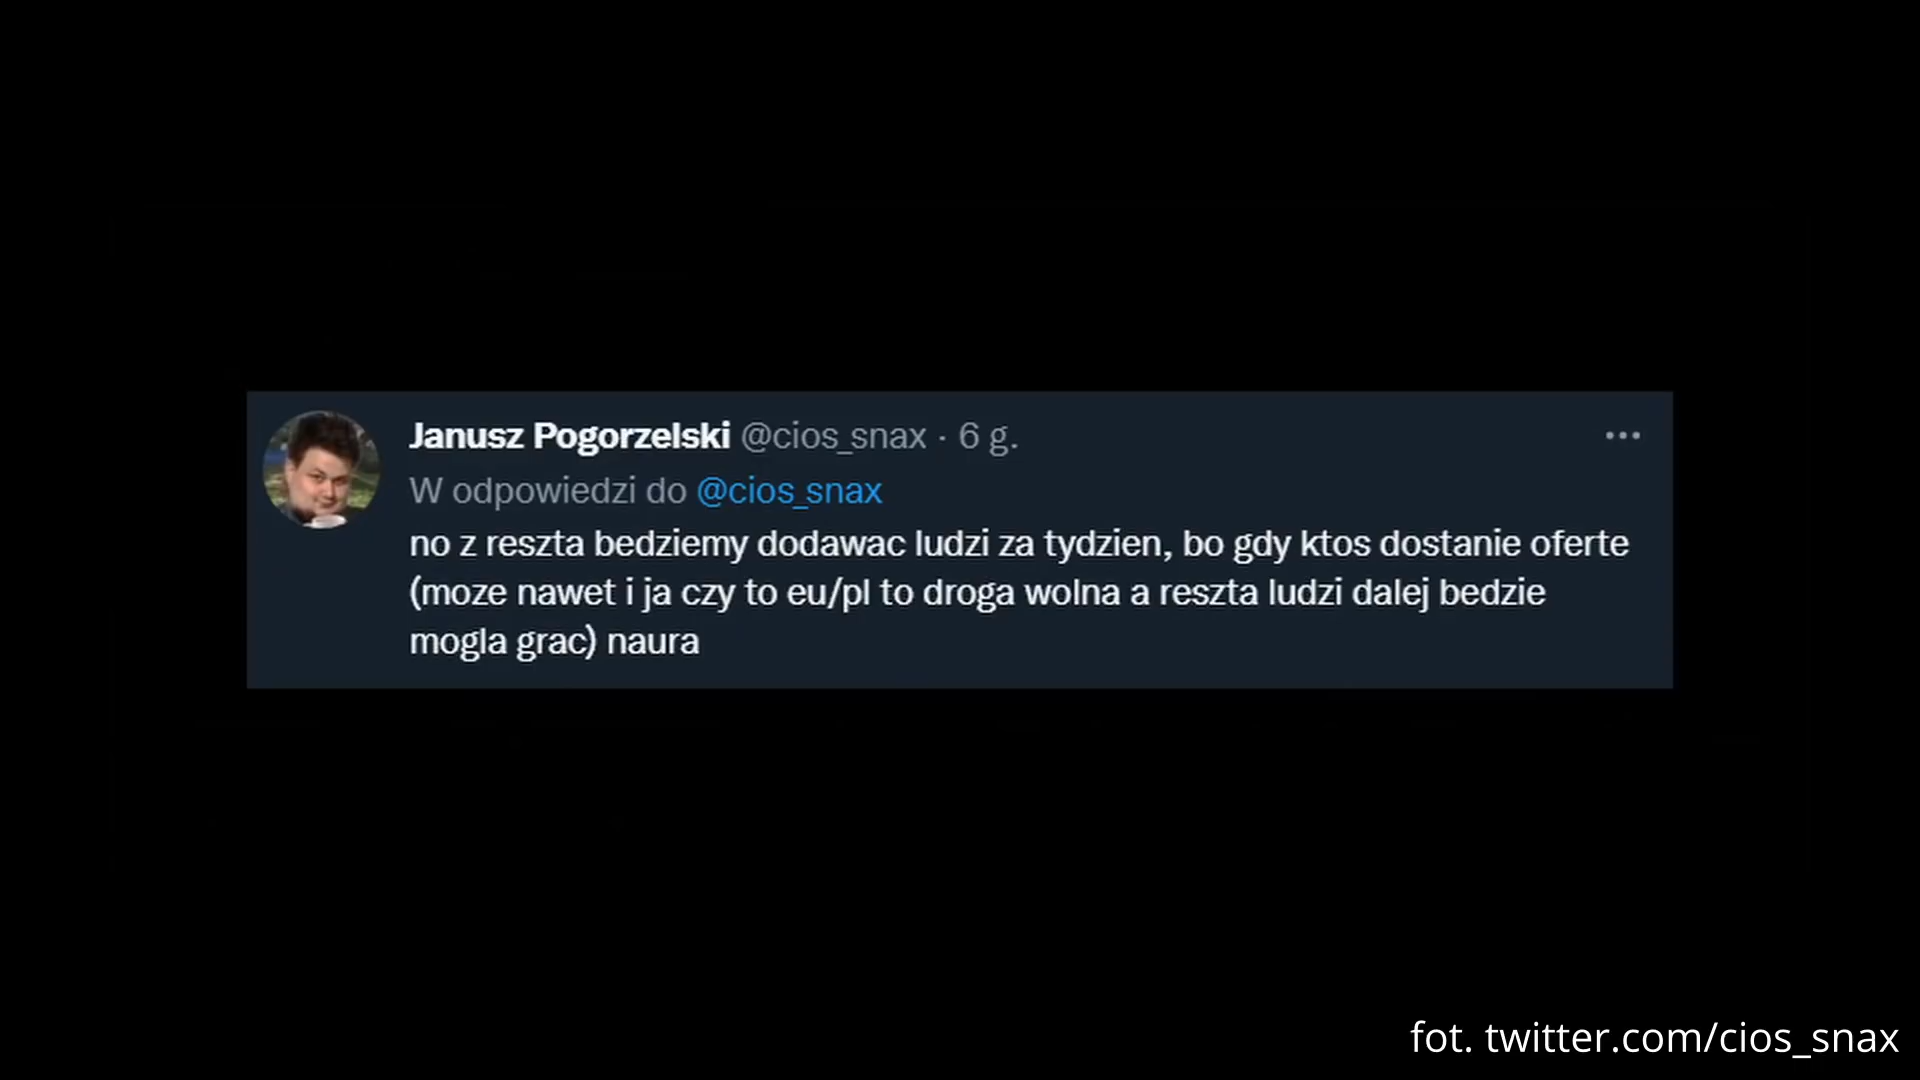 Janusz Pogorzelski @cios_snax · 6 g.
W odpowiedzi do @cios_snax
no z reszta bedziemy dodawac ludzi za tydzien, bo gdy ktos dostanie oferte
(moze nawet i ja czy to eu/pl to droga wolna a reszta ludzi dalej bedzie
mogla grac) naura
fot. twitter.com/cios_snax